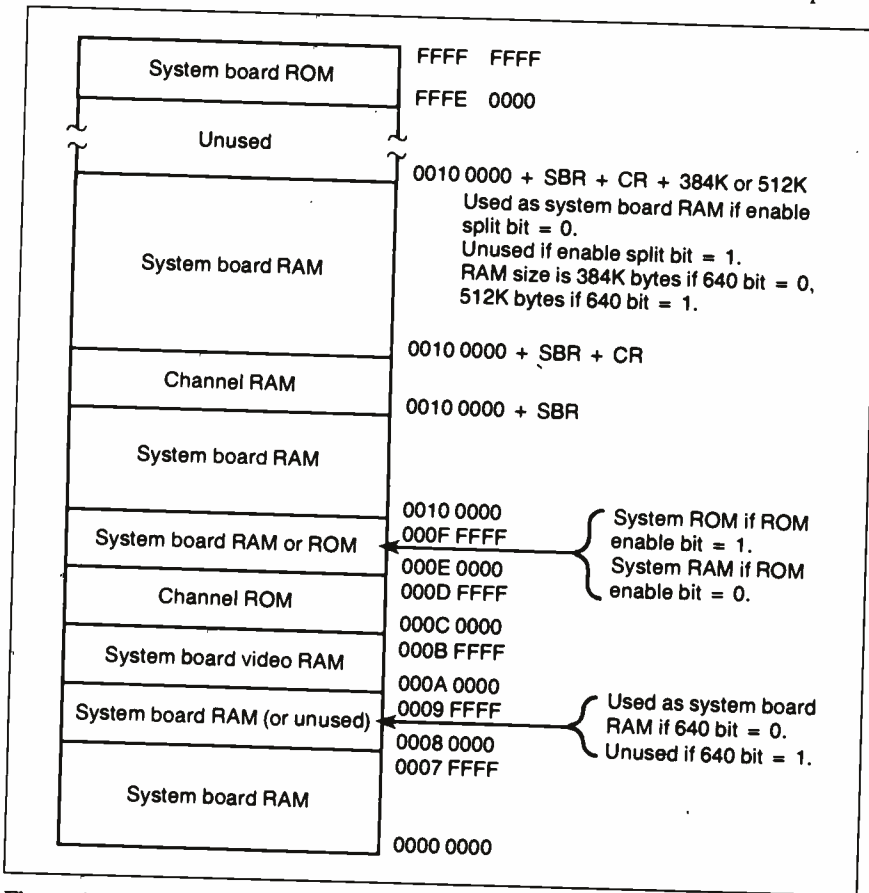 System board ROM
FFFF FFFF
FFFE 0000
Unused
0010 0000 + SBR + CR + 384K or 512K
Used as system board RAM if enable
split bit = 0.
Unused if enable split bit = 1.
RAM size is 384K bytes if 640 bit = 0,
512K bytes if 640 bit = 1.
System board RAM
0010 0000 + SBR + CR
Channel RAM
0010 0000 + SBR
System board RAM
0010 0000
System board RAM or ROM
000F FFFF
System ROM if ROM
enable bit = 1.
System RAM if ROM
enable bit = 0.
000E 0000
Channel ROM
000D FFFF
000C 0000
System board video RAM
000B FFFF
000A 0000
System board RAM (or unused)
0009 FFFF
Used as system board
RAM if 640 bit = 0.
Unused if 640 bit = 1.
0008 0000
0007 FFFF
System board RAM
0000 0000